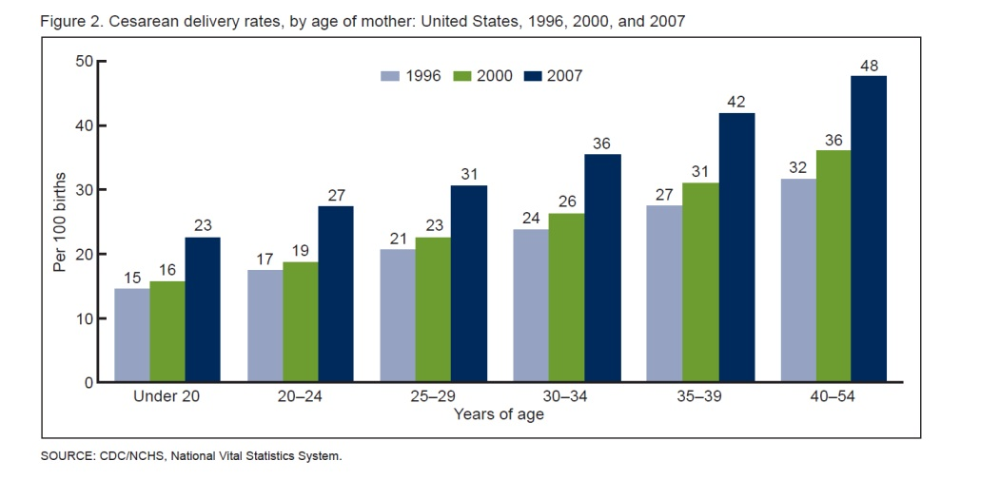 Figure 2. Cesarean delivery rates, by age of mother: United States, 1996, 2000, and 2007
50
40
30
20
10
0
Per 100 births
1996 2000 2007
15 16 23
17 19 27
21 23 31
24 26 36
27 31 42
32 36 48
Under 20 20–24 25–29 30–34 35–39 40–54
Years of age
SOURCE: CDC/NCHS, National Vital Statistics System.